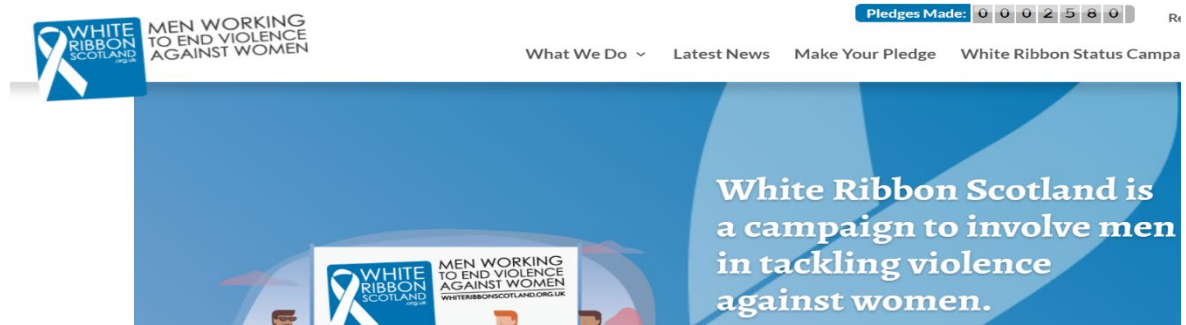 Pledges Made: 0 0 0 2 5 8 0
WHITE
RIBBON
SCOTLAND
.org.uk
MEN WORKING
TO END VIOLENCE
AGAINST WOMEN
What We Do
Latest News
Make Your Pledge
White Ribbon Status
White Ribbon Scotland is
a campaign to involve men
in tackling violence
against women.
WHITE
RIBBON
SCOTLAND
.org.uk
MEN WORKING
TO END VIOLENCE
AGAINST WOMEN
WHITERIBBONSCOTLAND.ORG.UK